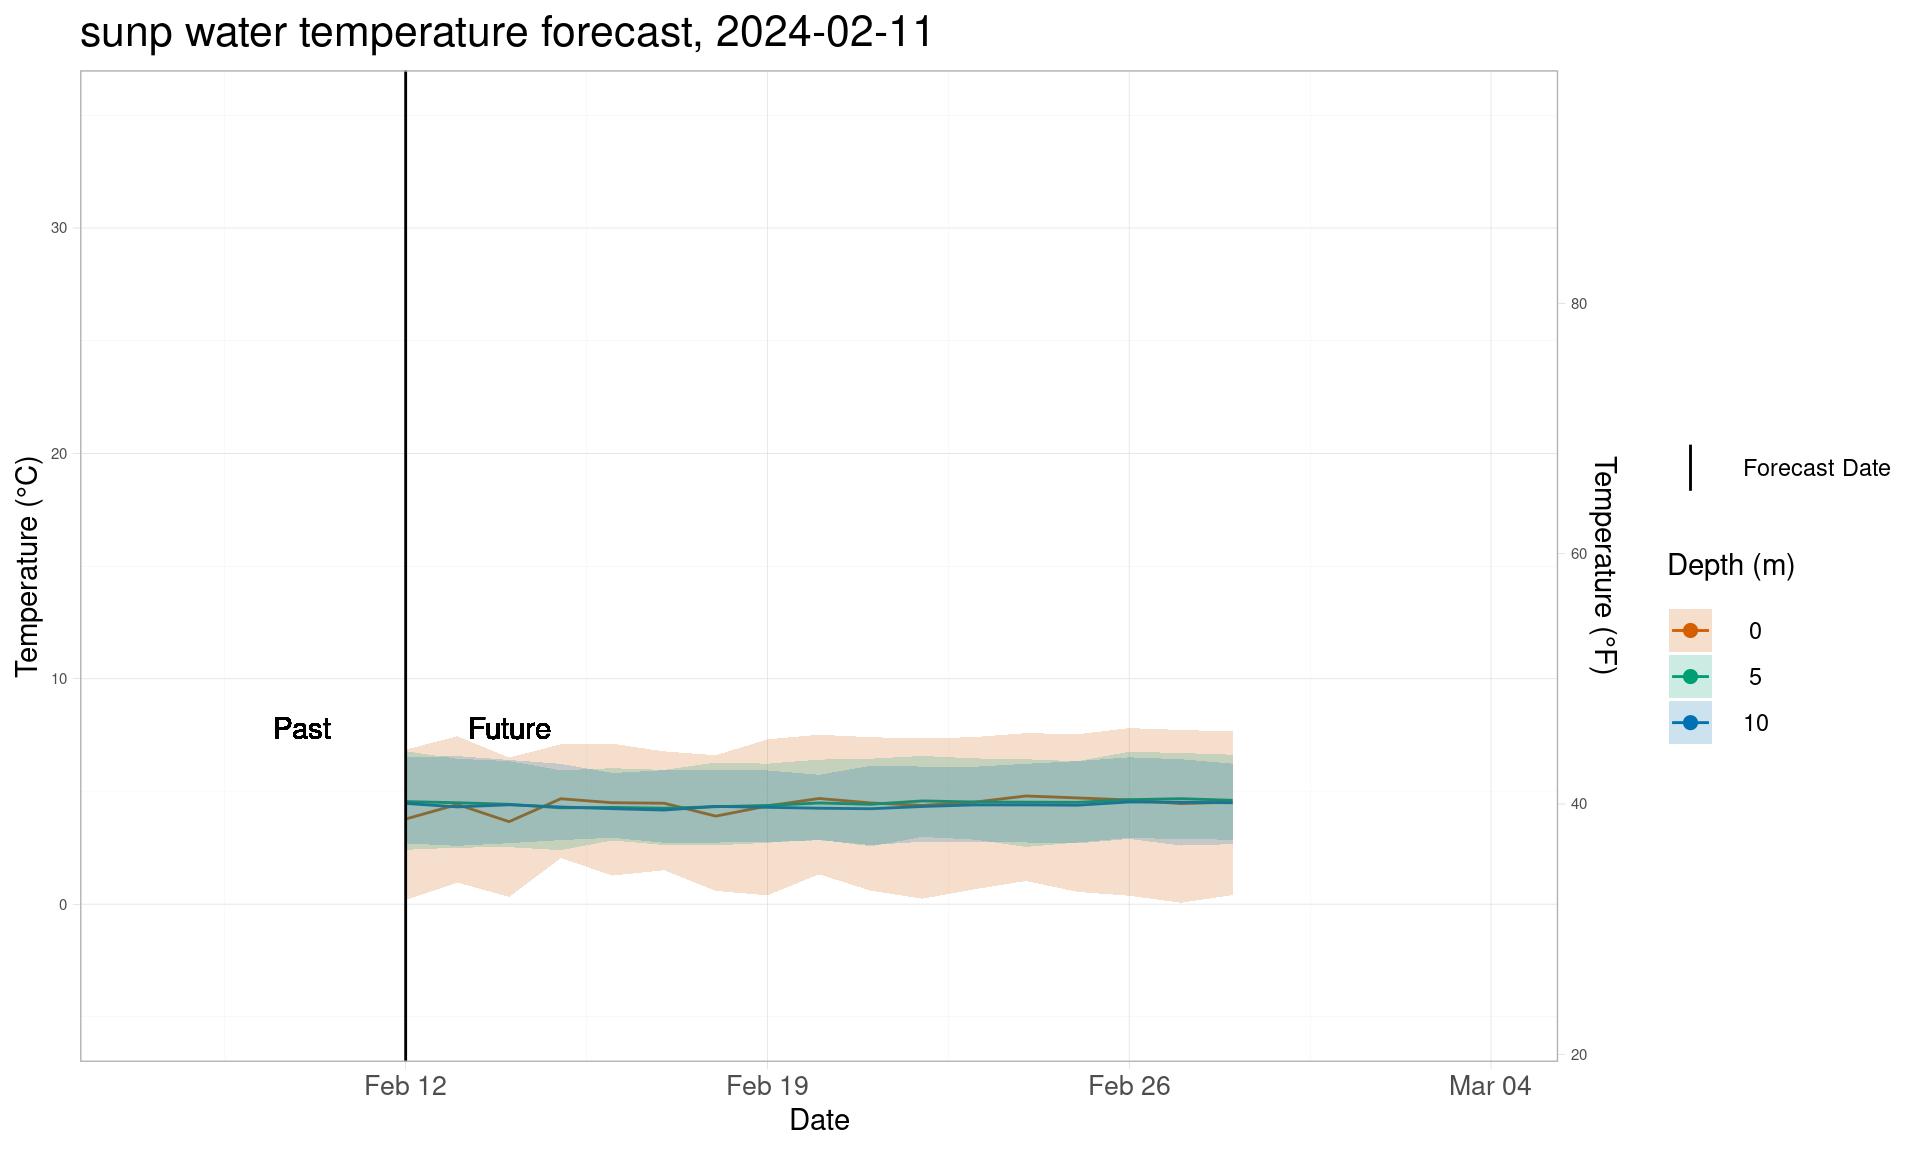 sunp water temperature forecast, 2024-02-11
Temperature (°C)
30
20
10
0
Past
Future
80
60
40
20
Temperature (°F)
Feb 12
Feb 19
Feb 26
Mar 04
Date
Forecast Date
Depth (m)
0
5
10